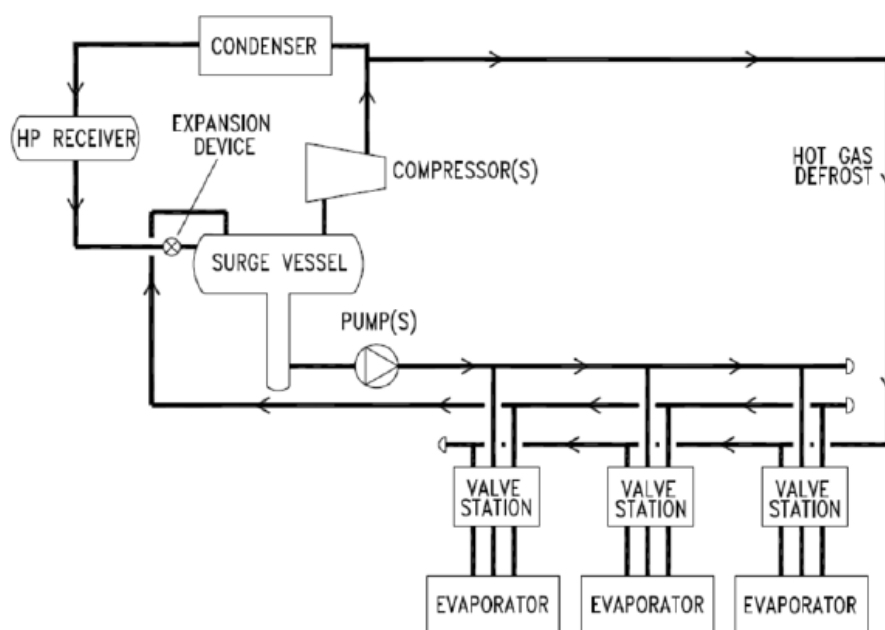 CONDENSER
HP RECEIVER
EXPANSION
DEVICE
COMPRESSOR(S)
HOT GAS
DEFROST
SURGE VESSEL
PUMP(S)
VALVE
STATION
VALVE
STATION
VALVE
STATION
EVAPORATOR
EVAPORATOR
EVAPORATOR